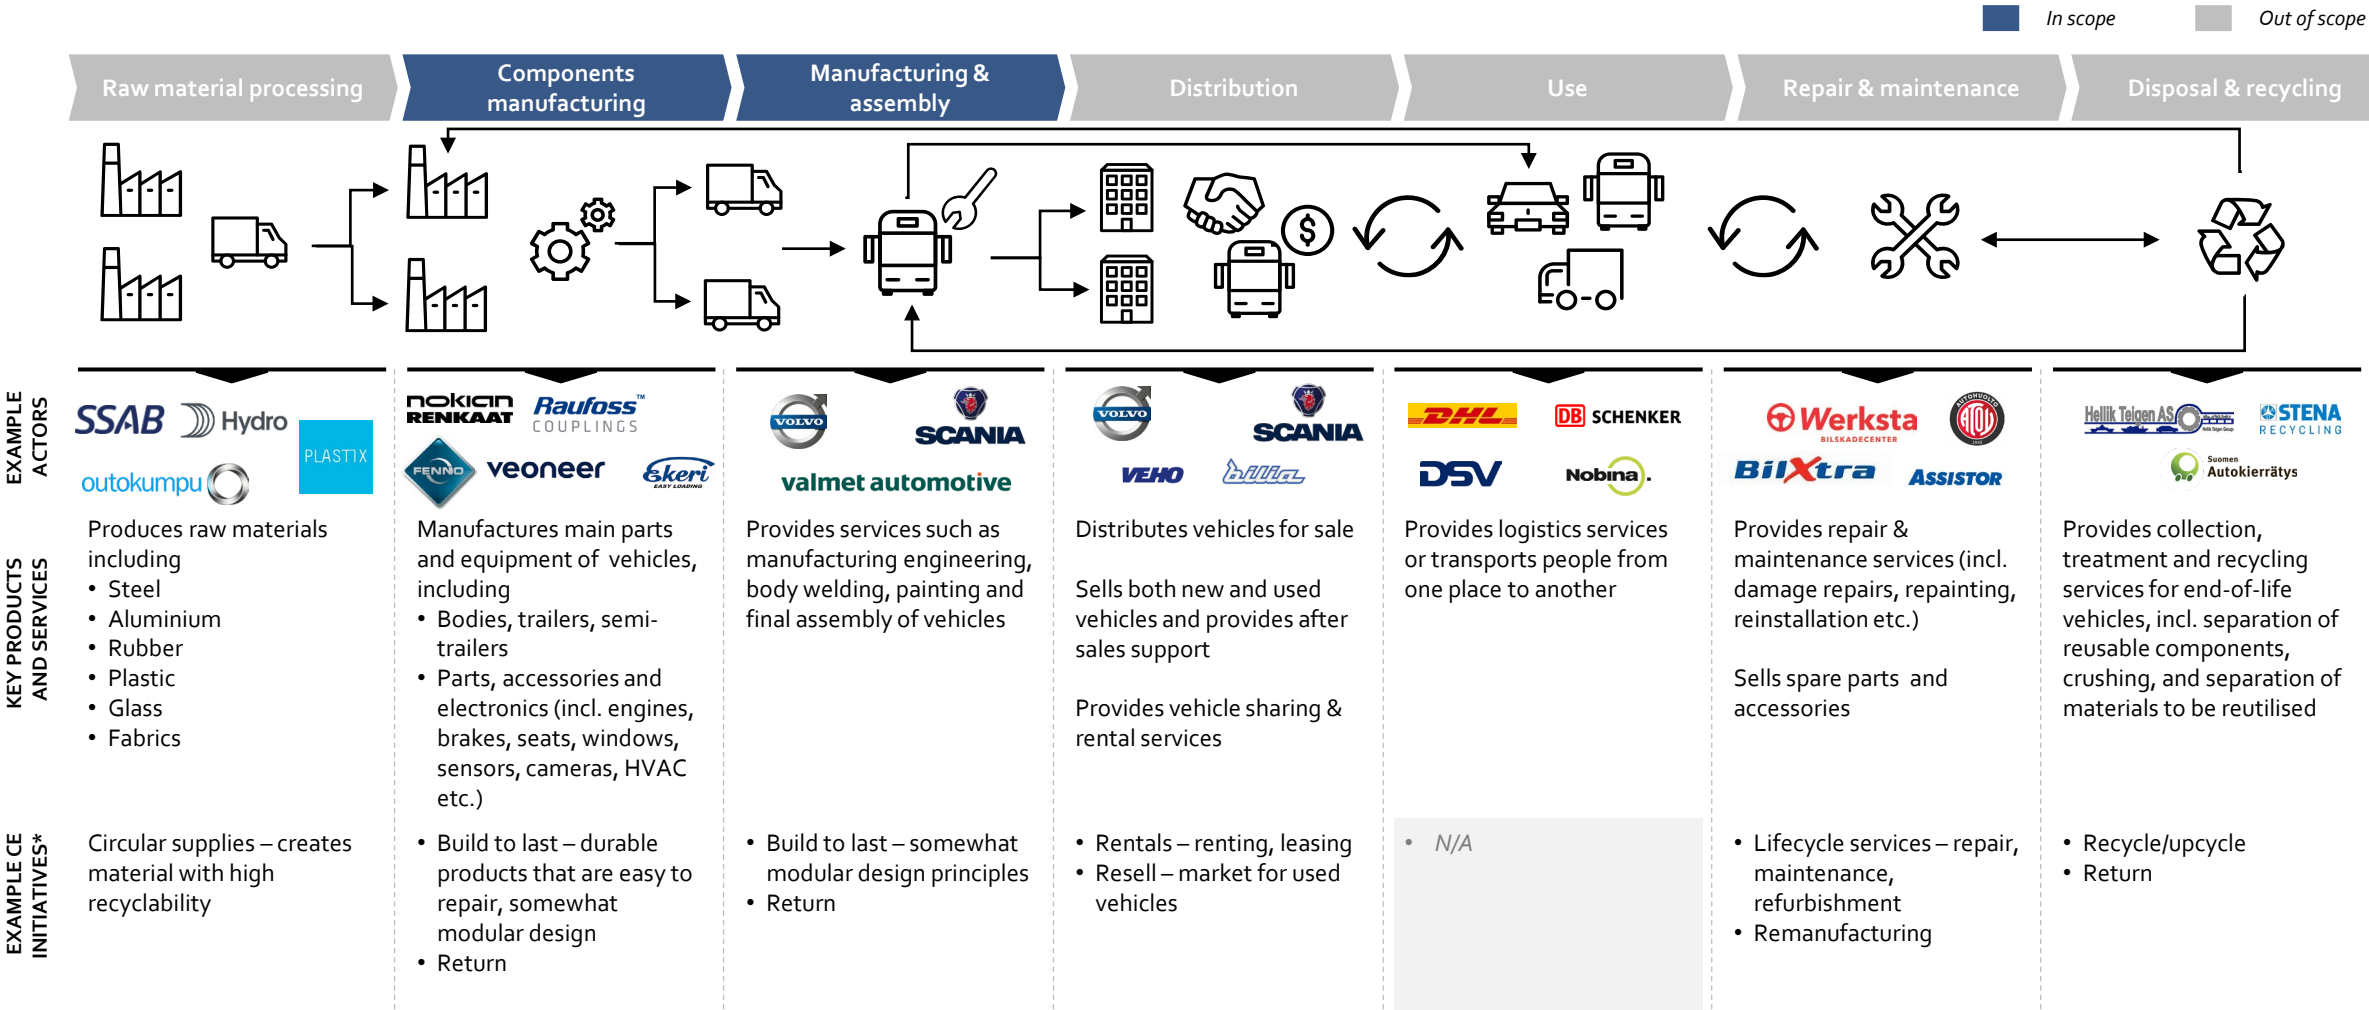 In scope
Out of scope
Raw material processing
Components
manufacturing
Manufacturing &
assembly
Distribution
Use
Repair & maintenance
Disposal & recycling
$
EXAMPLE
ACTORS
SSAB
Hydro
PLASTIX
outokumpu
nokian
RENKAAT
Raufoss™
COUPLINGS
FENNO
veoneer
Ekeri
EASY LOADING
VOLVO
SCANIA
valmet automotive
VOLVO
SCANIA
VEHO
bilia
DHL
DB SCHENKER
DSV
Nobina.
Werksta
BILSKADECENTER
AUTOHUOLTO
ATOL
BilXtra
ASSISTOR
Hellik Teigen AS
STENA
RECYCLING
Suomen
Autokierrätys
KEY PRODUCTS
AND SERVICES
Produces raw materials
including
• Steel
• Aluminium
• Rubber
• Plastic
• Glass
• Fabrics
Manufactures main parts
and equipment of vehicles,
including
• Bodies, trailers, semi-
trailers
• Parts, accessories and
electronics (incl. engines,
brakes, seats, windows,
sensors, cameras, HVAC
etc.)
Provides services such as
manufacturing engineering,
body welding, painting and
final assembly of vehicles
Distributes vehicles for sale
Sells both new and used
vehicles and provides after
sales support
Provides vehicle sharing &
rental services
Provides logistics services
or transports people from
one place to another
Provides repair &
maintenance services (incl.
damage repairs, repainting,
reinstallation etc.)
Sells spare parts and
accessories
Provides collection,
treatment and recycling
services for end-of-life
vehicles, incl. separation of
reusable components,
crushing, and separation of
materials to be reutilised
EXAMPLE CE
INITIATIVES*
Circular supplies – creates
material with high
recyclability
• Build to last – durable
products that are easy to
repair, somewhat
modular design
• Return
• Build to last – somewhat
modular design principles
• Return
• Rentals – renting, leasing
• Resell – market for used
vehicles
• N/A
• Lifecycle services – repair,
maintenance,
refurbishment
• Remanufacturing
• Recycle/upcycle
• Return